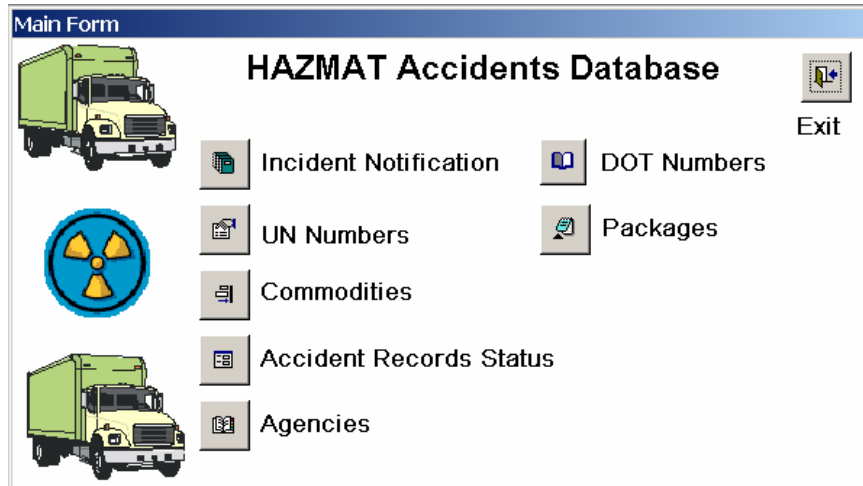 Main Form
HAZMAT Accidents Database
Exit
Incident Notification
DOT Numbers
UN Numbers
Packages
Commodities
Accident Records Status
Agencies